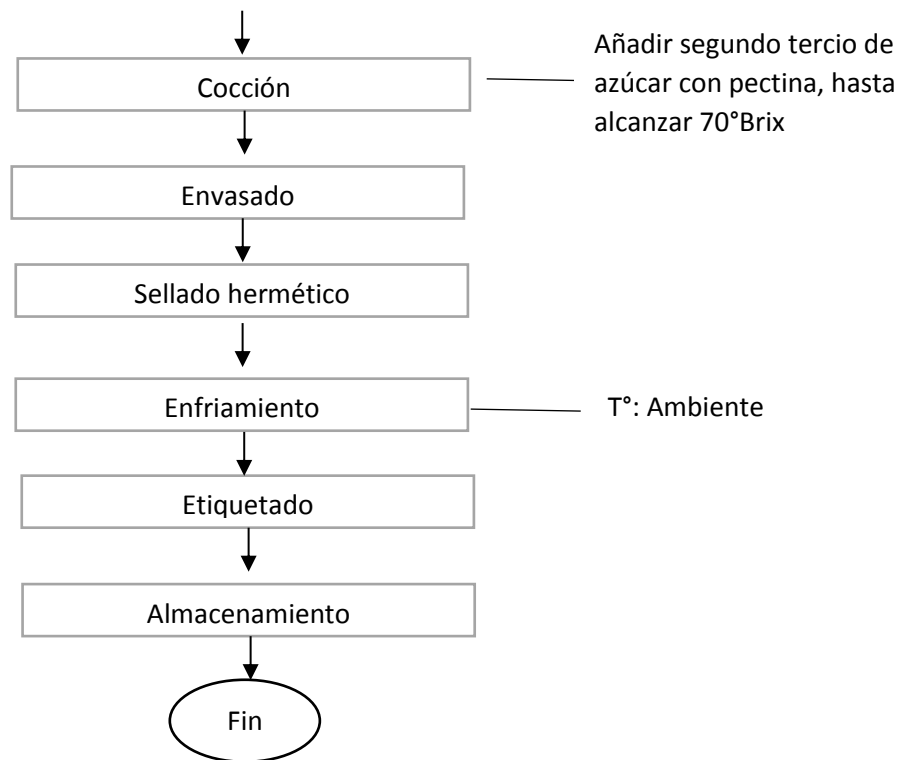 Añadir segundo tercio de
azúcar con pectina, hasta
alcanzar 70°Brix
Cocción
Envasado
Sellado hermético
Enfriamiento
T°: Ambiente
Etiquetado
Almacenamiento
Fin